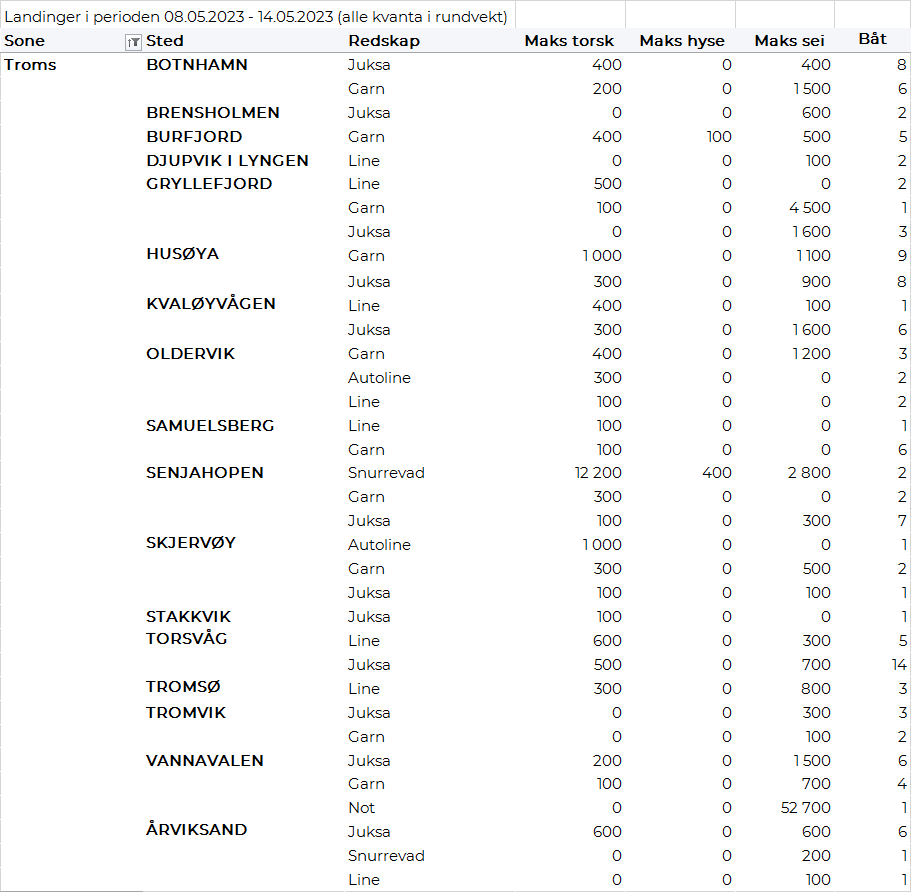 Landinger i perioden 08.05.2023 - 14.05.2023 (alle kvanta i rundvekt)
Sone Sted Redskap Maks torsk Maks hyse Maks sei Båt
Troms BOTNHAMN Juksa 400 0 400 8
Garn 200 0 1 500 6
BRENSHOLMEN Juksa 0 0 600 2
BURFJORD Garn 400 100 500 5
DJUPVIK I LYNGEN Line 0 0 100 2
GRYLLEFJORD Line 500 0 0 2
Garn 100 0 4 500 1
Juksa 0 0 1 600 3
HUSØYA Garn 1 000 0 1 100 9
Juksa 300 0 900 8
KVALØYVÅGEN Line 400 0 100 1
Juksa 300 0 1 600 6
OLDERVIK Garn 400 0 1 200 3
Autoline 300 0 0 2
Line 100 0 0 2
SAMUELSBERG Line 100 0 0 1
Garn 100 0 0 6
SENJAHOPEN Snurrevad 12 200 400 2 800 2
Garn 300 0 0 2
Juksa 100 0 300 7
SKJERVØY Autoline 1 000 0 0 1
Garn 300 0 500 2
Juksa 100 0 100 1
STAKKVIK Juksa 100 0 0 1
TORSVÅG Line 600 0 300 5
Juksa 500 0 700 14
TROMSØ Line 300 0 800 3
TROMVIK Juksa 0 0 300 3
Garn 0 0 100 2
VANNAVALEN Juksa 200 0 1 500 6
Garn 100 0 700 4
Not 0 0 52 700 1
ÅRVIKSAND Juksa 600 0 600 6
Snurrevad 0 0 200 1
Line 0 0 100 1